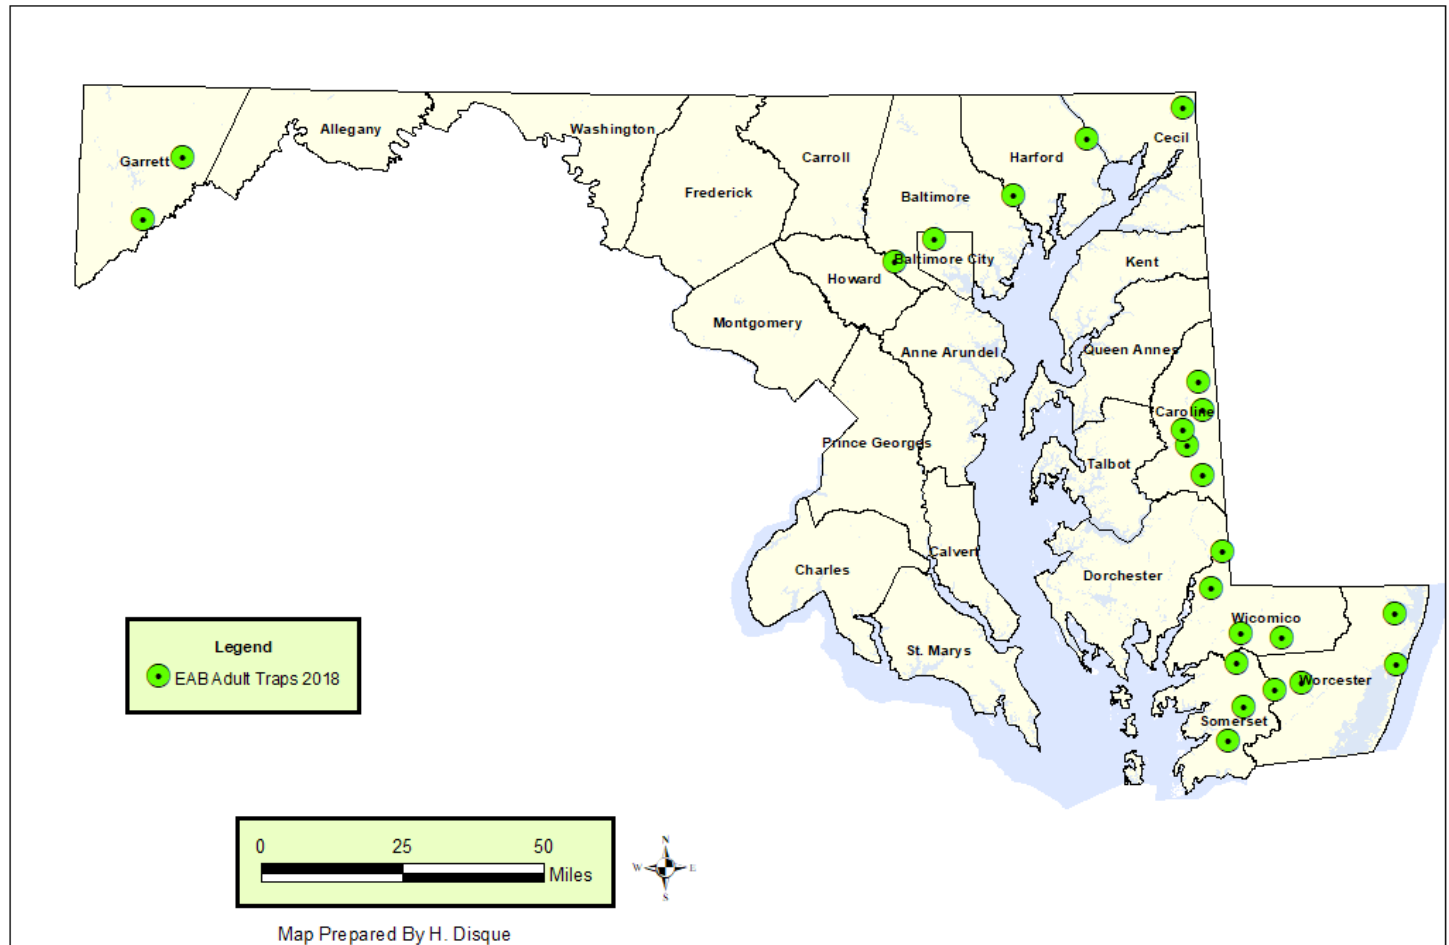 Allegany
Washington
Garrett
Carroll
Harford
Cecil
Frederick
Baltimore
Baltimore City
Kent
Howard
Montgomery
Anne Arundel
Queen Annes
Caroline
Prince Georges
Talbot
Calvert
Charles
Dorchester
Wicomico
St. Marys
Worcester
Somerset
Legend
EAB Adult Traps 2018
0 25 50
Miles
N
W E
S
Map Prepared By H. Disque